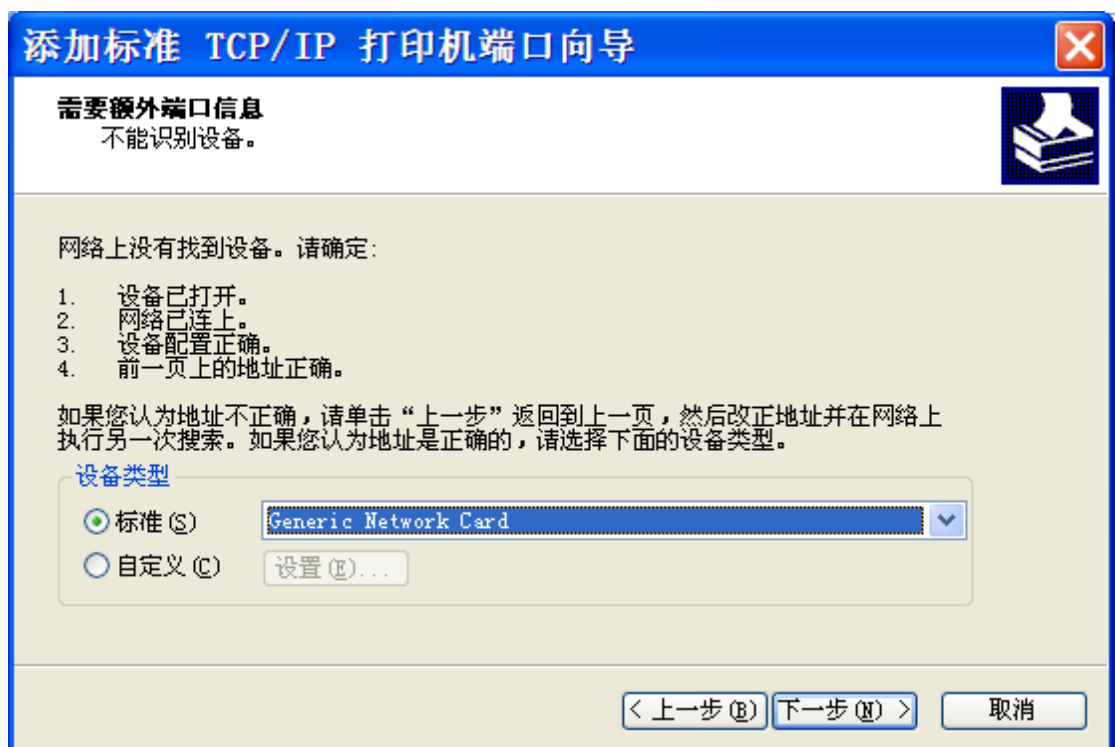 添加标准 TCP/IP 打印机端口向导
需要额外端口信息
不能识别设备。
网络上没有找到设备。请确定:
1. 设备已打开。
2. 网络已连上。
3. 设备配置正确。
4. 前一页上的地址正确。
如果您认为地址不正确，请单击“上一步”返回到上一页，然后改正地址并在网络上
执行另一次搜索。如果您认为地址是正确的，请选择下面的设备类型。
设备类型
标准(S) Generic Network Card
自定义(C) 设置(E)...
< 上一步(B) 下一步(N) > 取消